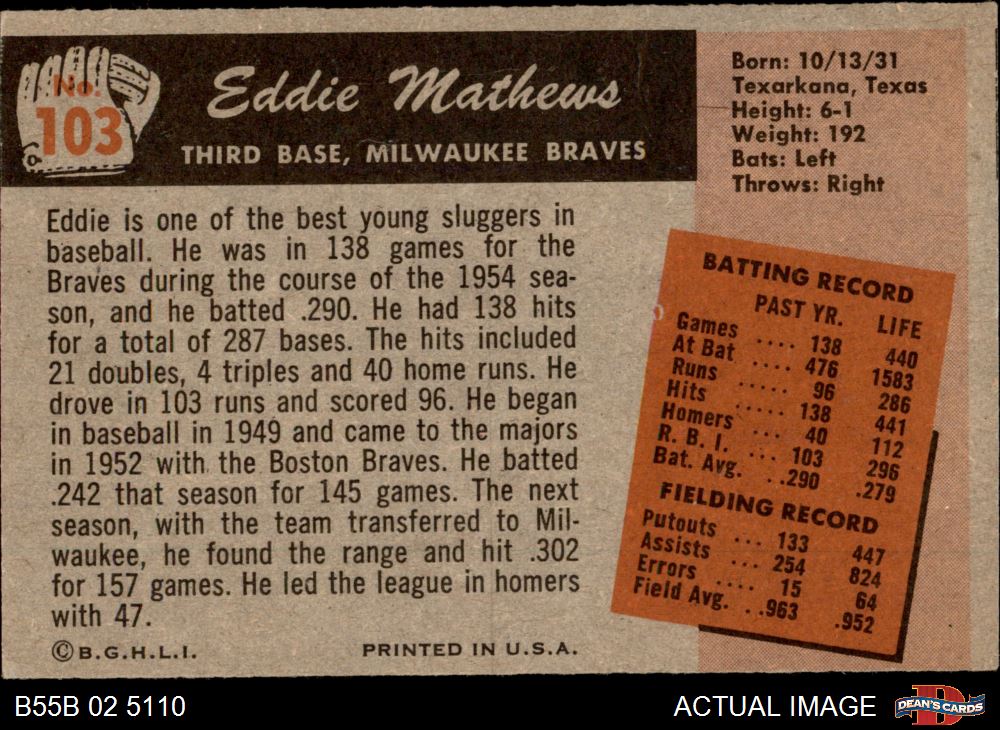 No.
103
Eddie Mathews
THIRD BASE, MILWAUKEE BRAVES
Born: 10/13/31
Texarkana, Texas
Height: 6-1
Weight: 192
Bats: Left
Throws: Right
Eddie is one of the best young sluggers in
baseball. He was in 138 games for the
Braves during the course of the 1954 sea-
son, and he batted .290. He had 138 hits
for a total of 287 bases. The hits included
21 doubles, 4 triples and 40 home runs. He
drove in 103 runs and scored 96. He began
in baseball in 1949 and came to the majors
in 1952 with the Boston Braves. He batted
.242 that season for 145 games. The next
season, with the team transferred to Mil-
waukee, he found the range and hit .302
for 157 games. He led the league in homers
with 47.
BATTING RECORD
PAST YR. LIFE
Games .... 138 440
At Bat .... 476 1583
Runs ..... 96 286
Hits ..... 138 441
Homers ... 40 112
R. B. I. ... 103 296
Bat. Avg. ... .290 .279
FIELDING RECORD
Putouts ... 133 447
Assists ... 254 824
Errors .... 15 64
Field Avg. ..963 .952
© B.G.H.L.I. PRINTED IN U.S.A.
B55B 02 5110 ACTUAL IMAGE D DEAN'S CARDS